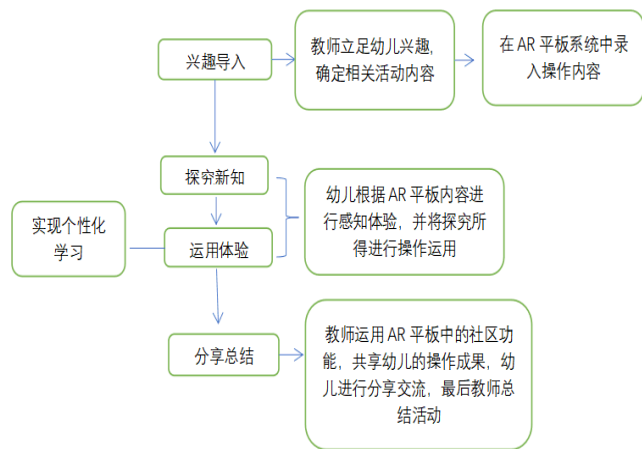 兴趣导入
教师立足幼儿兴趣,
确定相关活动内容
在 AR 平板系统中录
入操作内容
探究新知
幼儿根据 AR 平板内容进
行感知体验，并将探究所
得进行操作运用
实现个性化
学习
运用体验
分享总结
教师运用 AR 平板中的社区功
能，共享幼儿的操作成果，幼
儿进行分享交流，最后教师总
结活动